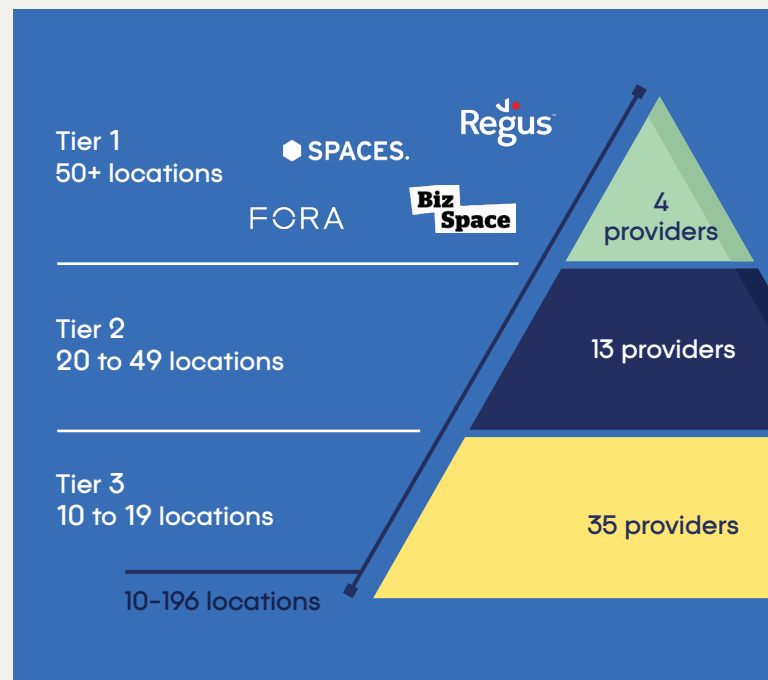 Tier 1
50+ locations
SPACES.
Regus
FORA
Biz
Space
4
providers
Tier 2
20 to 49 locations
13 providers
Tier 3
10 to 19 locations
35 providers
10-196 locations